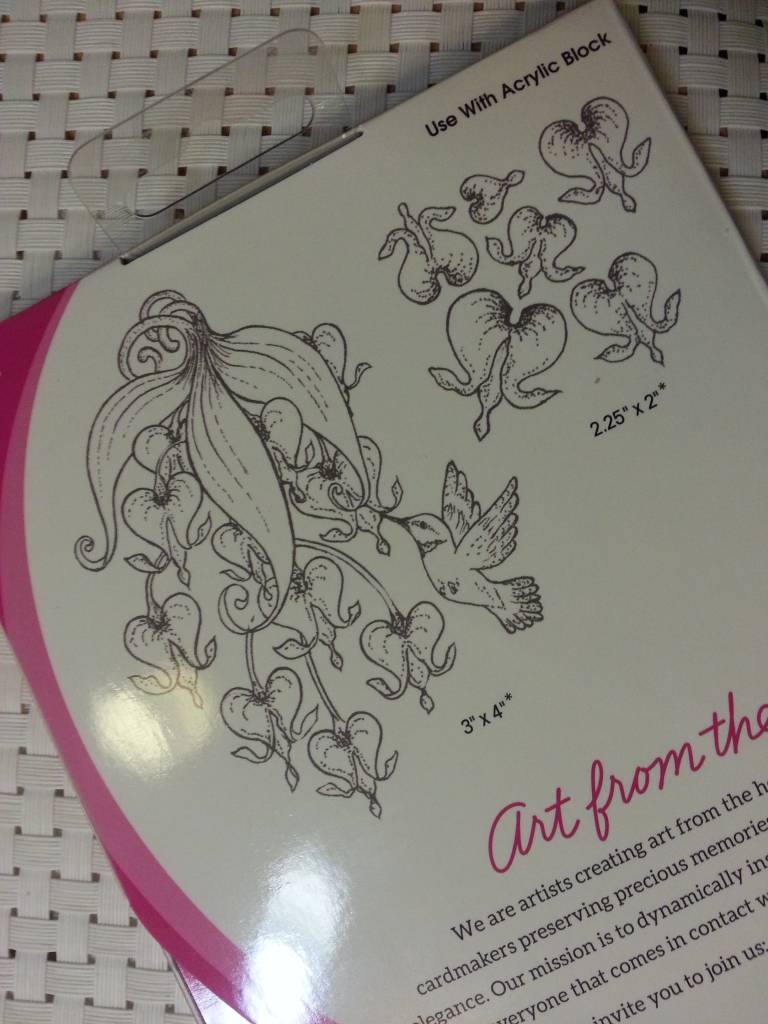 Use With Acrylic Block
2.25" x 2"*
3" x 4"*
Art from the
We are artists creating art from the
cardmakers preserving precious memories
elegance. Our mission is to dynamically
everyone that comes in contact
invite you to join us: